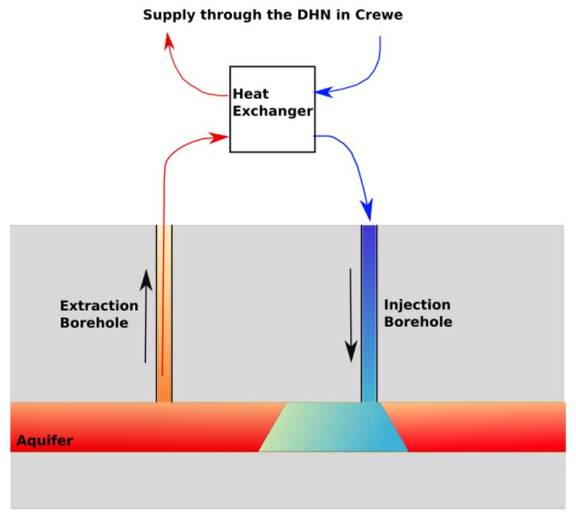 Supply through the DHN in Crewe
Heat
Exchanger
Extraction
Borehole
Injection
Borehole
Aquifer